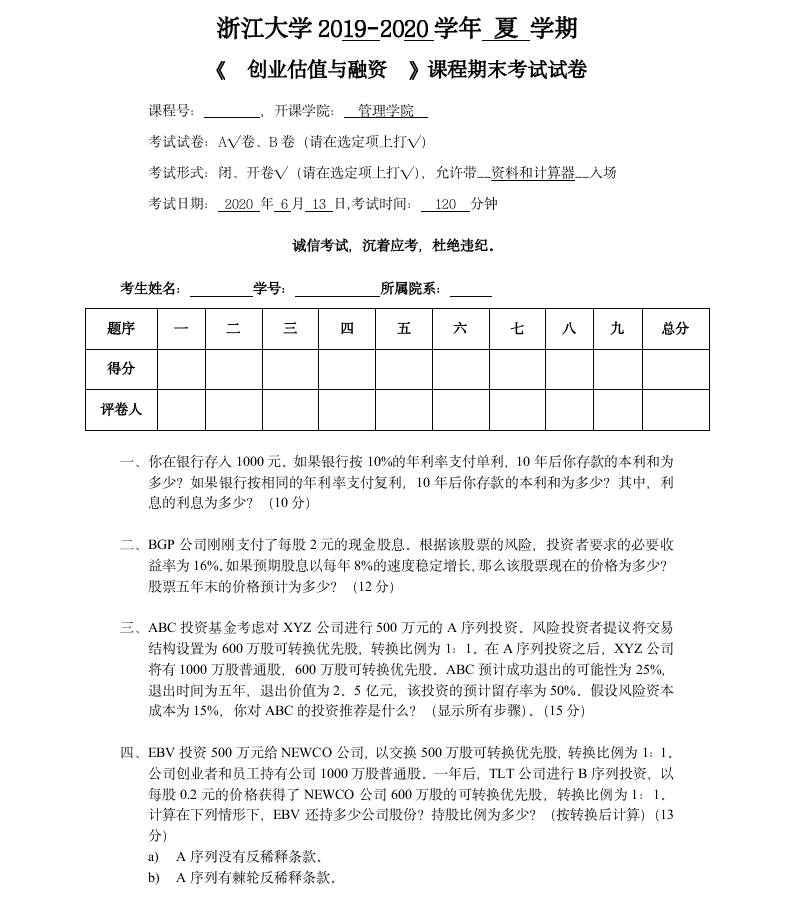 浙江大学 2019-2020 学年 夏 学期
《 创业估值与融资 》课程期末考试试卷
课程号： ，开课学院： 管理学院
考试试卷：A√卷、B 卷（请在选定项上打√）
考试形式：闭、开卷√（请在选定项上打√），允许带__资料和计算器__入场
考试日期： 2020 年 6 月 13 日,考试时间： 120 分钟
诚信考试，沉着应考，杜绝违纪。
考生姓名： 学号： 所属院系：
题序 一 二 三 四 五 六 七 八 九 总分
得分
评卷人
一、你在银行存入 1000 元．如果银行按 10%的年利率支付单利，10 年后你存款的本利和为
多少？如果银行按相同的年利率支付复利，10 年后你存款的本利和为多少？其中，利
息的利息为多少？（10 分）
二、BGP 公司刚刚支付了每股 2 元的现金股息．根据该股票的风险，投资者要求的必要收
益率为 16%．如果预期股息以每年 8%的速度稳定增长，那么该股票现在的价格为多少？
股票五年末的价格预计为多少？（12 分）
三、ABC 投资基金考虑对 XYZ 公司进行 500 万元的 A 序列投资．风险投资者提议将交易
结构设置为 600 万股可转换优先股，转换比例为 1：1．在 A 序列投资之后，XYZ 公司
将有 1000 万股普通股，600 万股可转换优先股．ABC 预计成功退出的可能性为 25%，
退出时间为五年，退出价值为 2．5 亿元，该投资的预计留存率为 50%．假设风险资本
成本为 15%，你对 ABC 的投资推荐是什么？（显示所有步骤）．（15 分）
四、EBV 投资 500 万元给 NEWCO 公司，以交换 500 万股可转换优先股，转换比例为 1：1．
公司创业者和员工持有公司 1000 万股普通股．一年后，TLT 公司进行 B 序列投资，以
每股 0.2 元的价格获得了 NEWCO 公司 600 万股的可转换优先股，转换比例为 1：1．
计算在下列情形下，EBV 还持多少公司股份？持股比例为多少？（按转换后计算）（13
分）
a) A 序列没有反稀释条款．
b) A 序列有棘轮反稀释条款．